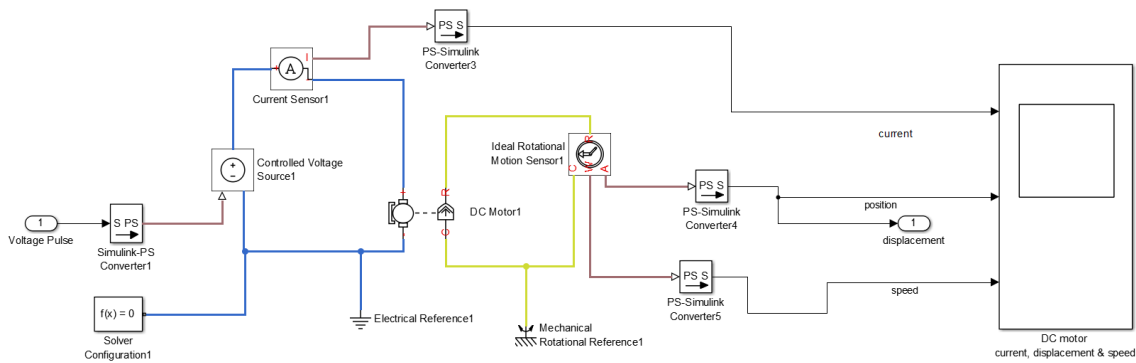 PS S
PS-Simulink
Converter3
A
+
I
-
Current Sensor1
current
Ideal Rotational
Motion Sensor1
R
C
W
A
+
-
Controlled Voltage
Source1
PS S
PS-Simulink
Converter4
position
1
displacement
R
+
DC Motor1
C
-
1
Voltage Pulse
S PS
Simulink-PS
Converter1
PS S
PS-Simulink
Converter5
speed
f(x) = 0
Solver
Configuration1
Electrical Reference1
Mechanical
Rotational Reference1
DC motor
current, displacement & speed